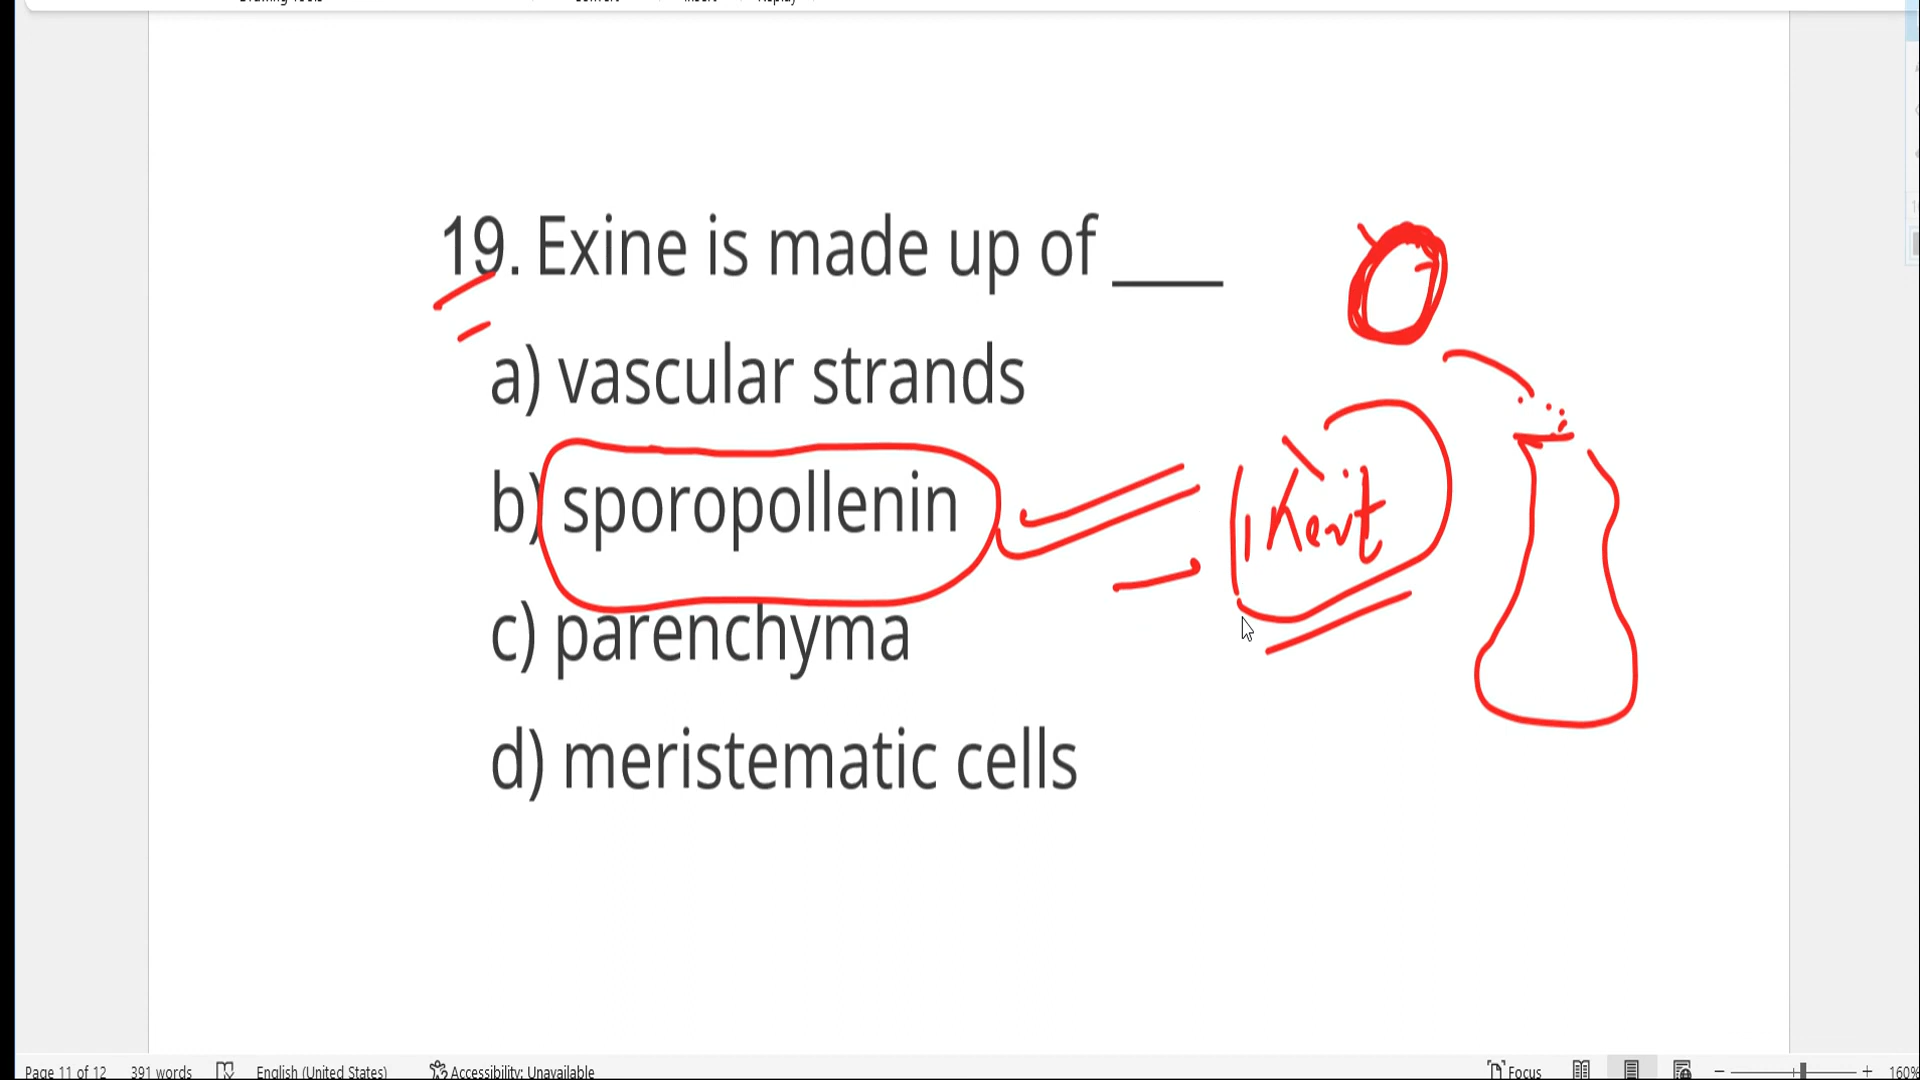 19. Exine is made up of ____
a) vascular strands
b) sporopollenin
inert
c) parenchyma
d) meristematic cells
Page 11 of 12 391 words English (United States) Accessibility: Unavailable Focus 160%